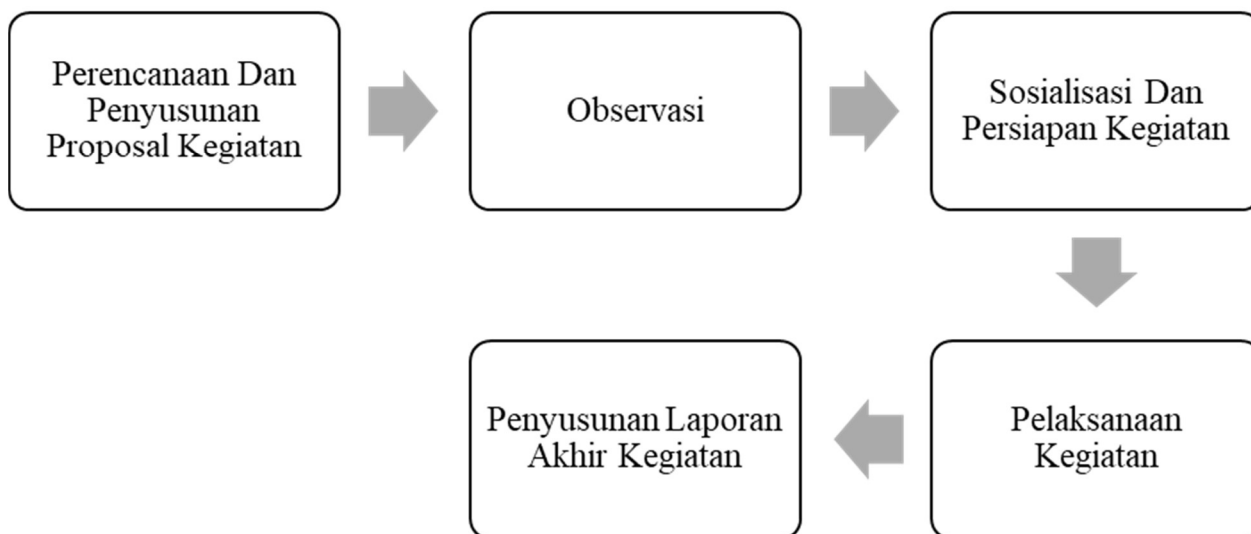 Perencanaan Dan
Penyusunan
Proposal Kegiatan
Observasi
Sosialisasi Dan
Persiapan Kegiatan
Pelaksanaan
Kegiatan
Penyusunan Laporan
Akhir Kegiatan